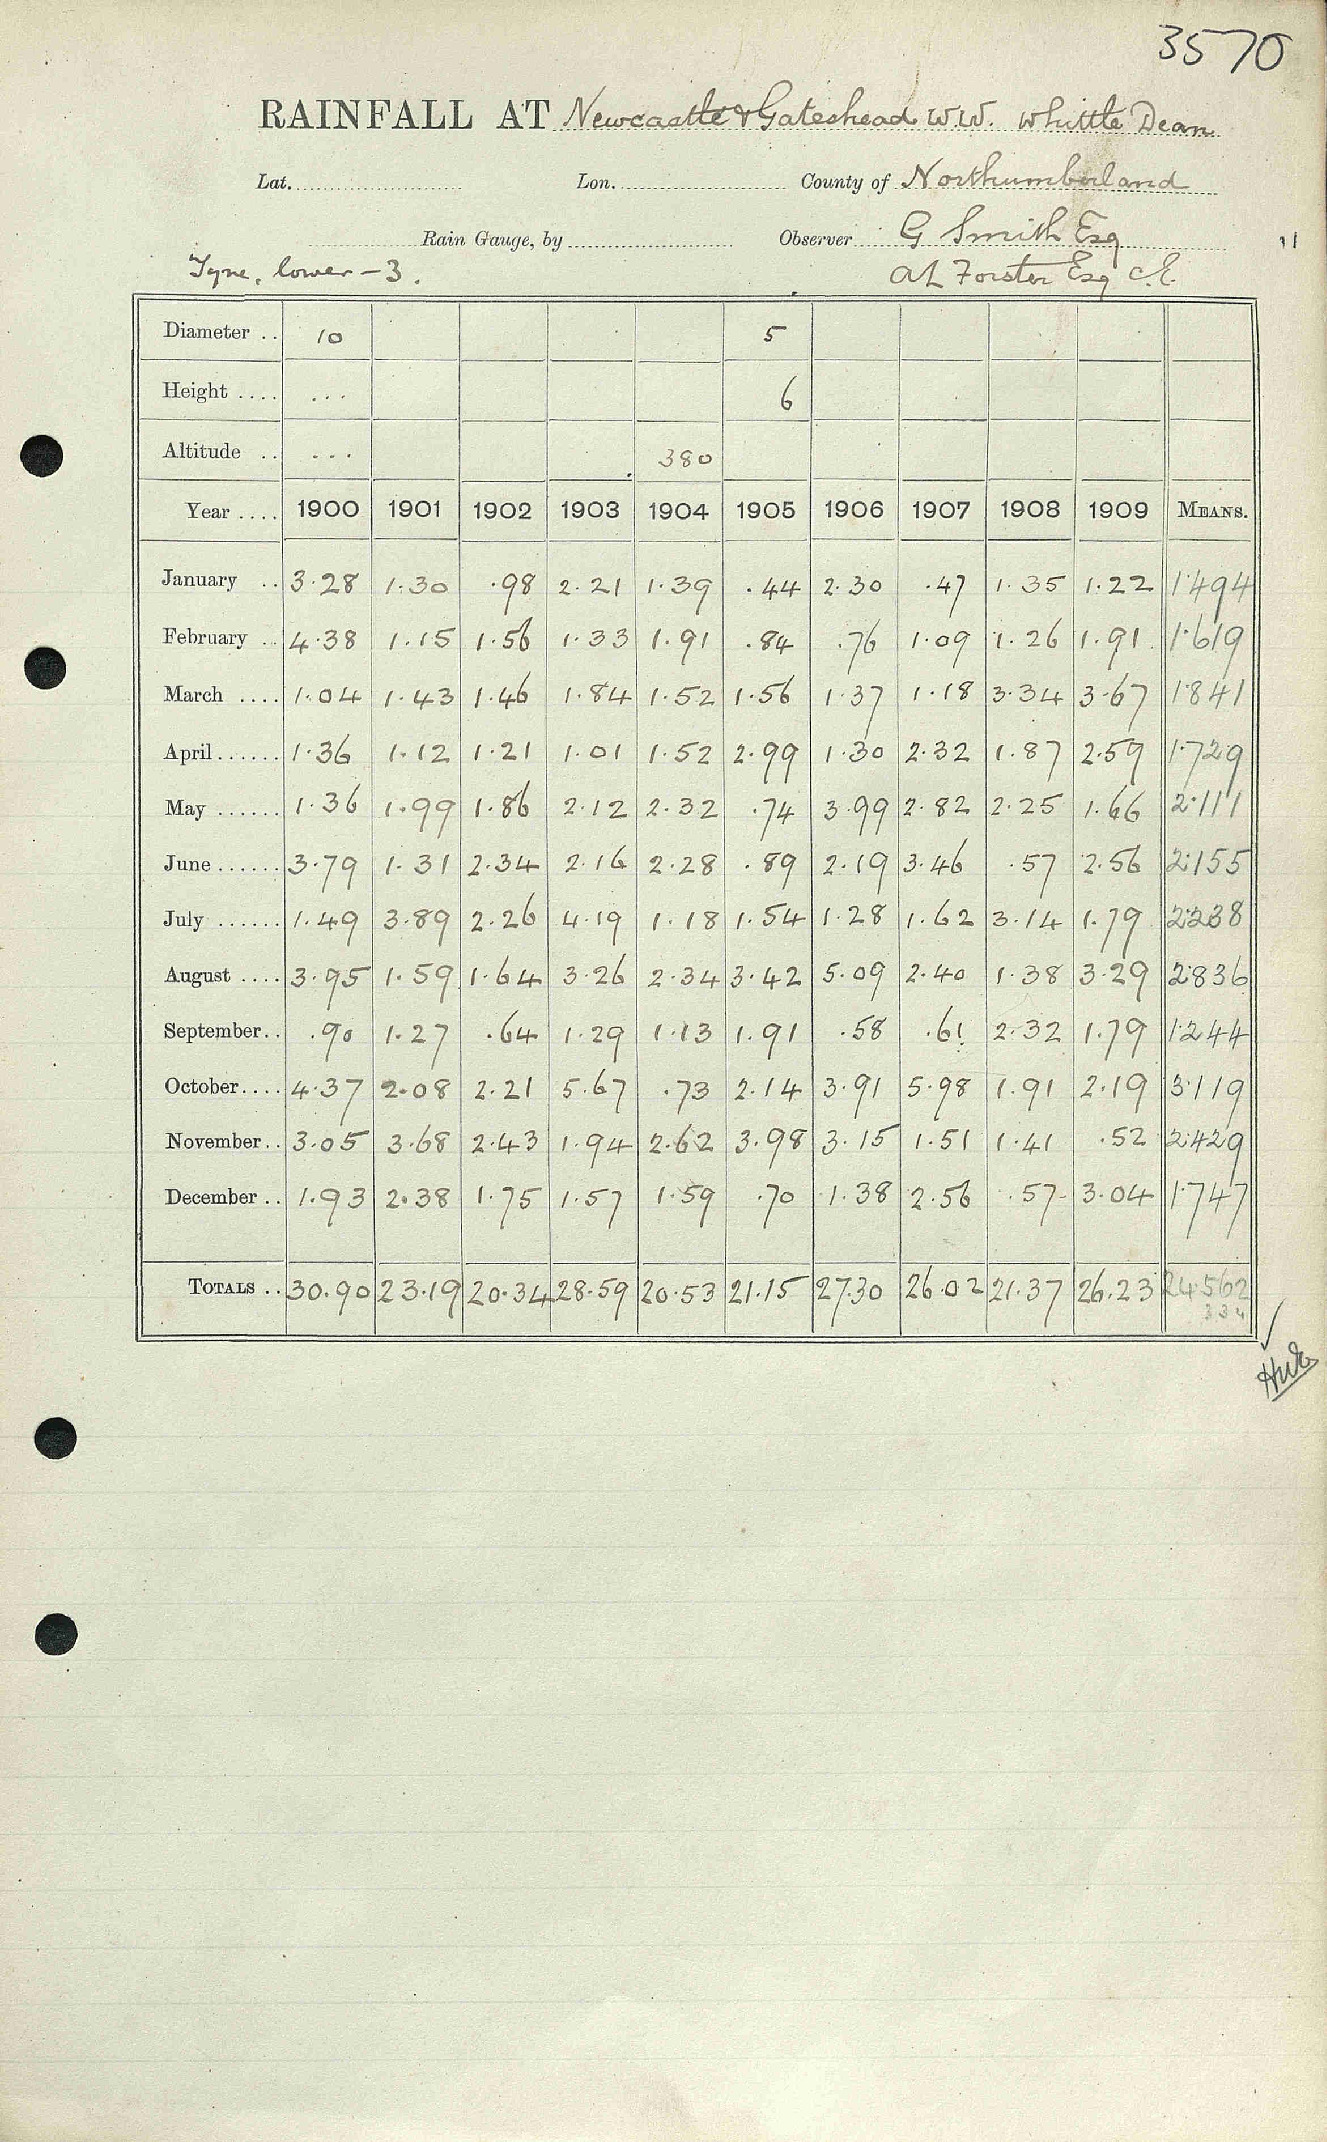 3570
RAINFALL AT Newcastle & Gateshead W.W. Whittle Dean
Lat. Lon. County of Northumberland
Rain Gauge, by Observer G Smith Esq
Tyne, lower - 3. A L Forster Esq C.E.
Diameter .. 10 5
Height .... ... 6
Altitude .. ... 380
Year .... 1900 1901 1902 1903 1904 1905 1906 1907 1908 1909 MEANS.
January .. 3.28 1.30 .98 2.21 1.39 .44 2.30 .47 1.35 1.22 1.494
February .. 4.38 1.15 1.56 1.33 1.91 .84 .76 1.09 1.26 1.91 1.619
March .... 1.04 1.43 1.46 1.84 1.52 1.56 1.37 1.18 3.34 3.67 1.841
April ...... 1.36 1.12 1.21 1.01 1.52 2.99 1.30 2.32 1.87 2.59 1.729
May ...... 1.36 1.99 1.86 2.12 2.32 .74 3.99 2.82 2.25 1.66 2.111
June ...... 3.79 1.31 2.34 2.16 2.28 .89 2.19 3.46 .57 2.56 2.155
July ...... 1.49 3.89 2.26 4.19 1.18 1.54 1.28 1.62 3.14 1.79 2.238
August .... 3.95 1.59 1.64 3.26 2.34 3.42 5.09 2.40 1.38 3.29 2.836
September .. .90 1.27 .64 1.29 1.13 1.91 .58 .61 2.32 1.79 1.244
October .... 4.37 2.08 2.21 5.67 .73 2.14 3.91 5.98 1.91 2.19 3.119
November .. 3.05 3.68 2.43 1.94 2.62 3.98 3.15 1.51 1.41 .52 2.429
December .. 1.93 2.38 1.75 1.57 1.59 .70 1.38 2.56 .57 3.04 1.747
TOTALS .. 30.90 23.19 20.34 28.59 20.53 21.15 27.30 26.02 21.37 26.23 24.562
334